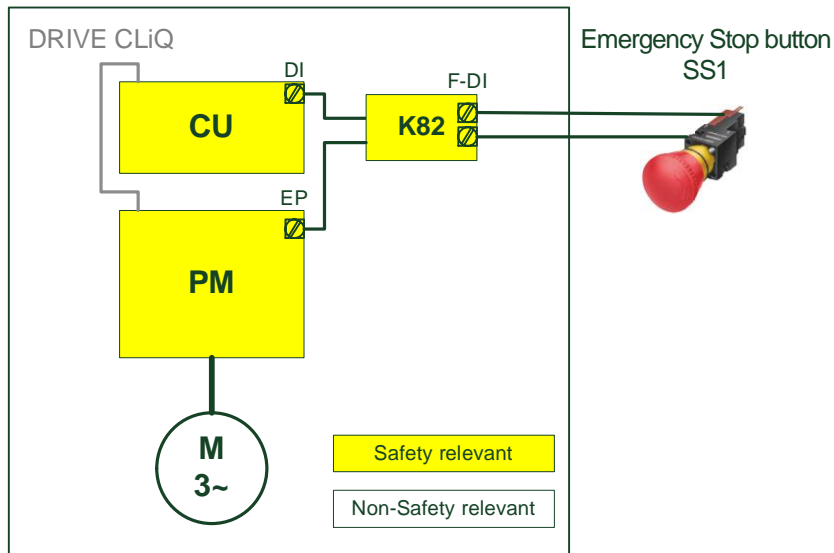 DRIVE CLiQ
Emergency Stop button
SS1
DI
F-DI
CU
K82
EP
PM
M
3~
Safety relevant
Non-Safety relevant